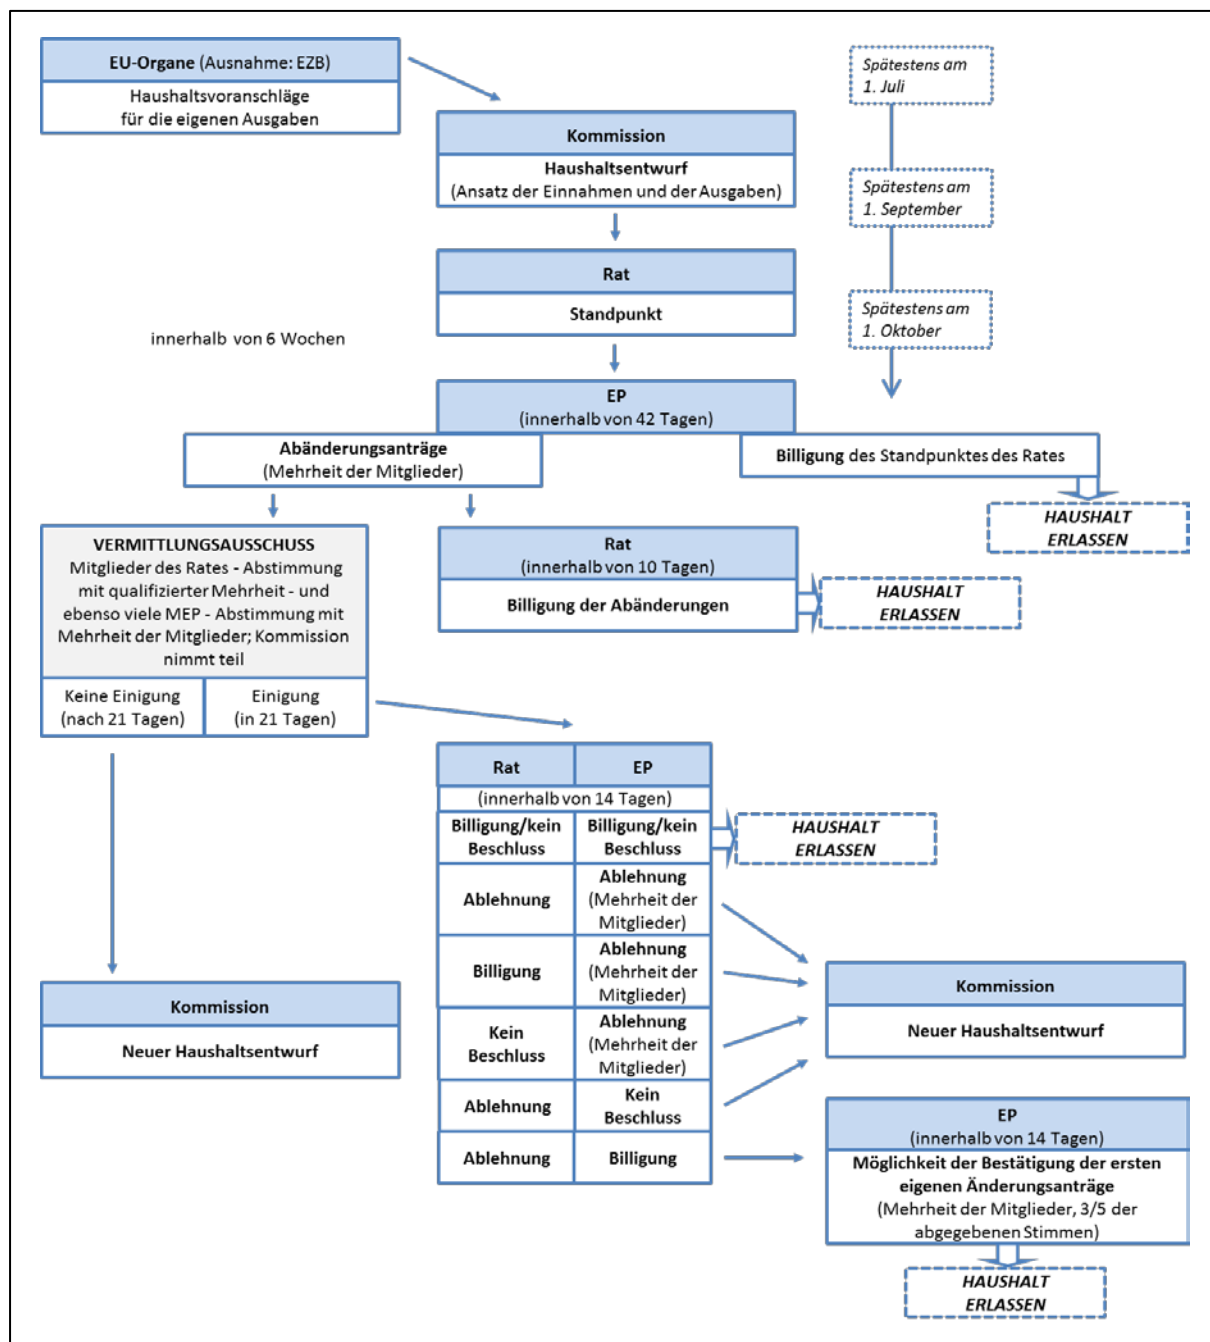 EU-Organe (Ausnahme: EZB)
Haushaltsvoranschläge
für die eigenen Ausgaben
Spätestens am
1. Juli
Kommission
Haushaltsentwurf
(Ansatz der Einnahmen und der Ausgaben)
Spätestens am
1. September
Rat
Standpunkt
Spätestens am
1. Oktober
innerhalb von 6 Wochen
EP
(innerhalb von 42 Tagen)
Abänderungsanträge
(Mehrheit der Mitglieder)
Billigung des Standpunktes des Rates
HAUSHALT
ERLASSEN
VERMITTLUNGSAUSSCHUSS
Mitglieder des Rates - Abstimmung
mit qualifizierter Mehrheit - und
ebenso viele MEP - Abstimmung mit
Mehrheit der Mitglieder; Kommission
nimmt teil
Keine Einigung
(nach 21 Tagen)
Einigung
(in 21 Tagen)
Rat
(innerhalb von 10 Tagen)
Billigung der Abänderungen
HAUSHALT
ERLASSEN
Rat
EP
(innerhalb von 14 Tagen)
Billigung/kein
Beschluss
Billigung/kein
Beschluss
HAUSHALT
ERLASSEN
Ablehnung
Ablehnung
(Mehrheit der
Mitglieder)
Billigung
Ablehnung
(Mehrheit der
Mitglieder)
Kein
Beschluss
Ablehnung
(Mehrheit der
Mitglieder)
Ablehnung
Kein
Beschluss
Ablehnung
Billigung
Kommission
Neuer Haushaltsentwurf
Kommission
Neuer Haushaltsentwurf
EP
(innerhalb von 14 Tagen)
Möglichkeit der Bestätigung der ersten
eigenen Änderungsanträge
(Mehrheit der Mitglieder, 3/5 der
abgegebenen Stimmen)
HAUSHALT
ERLASSEN